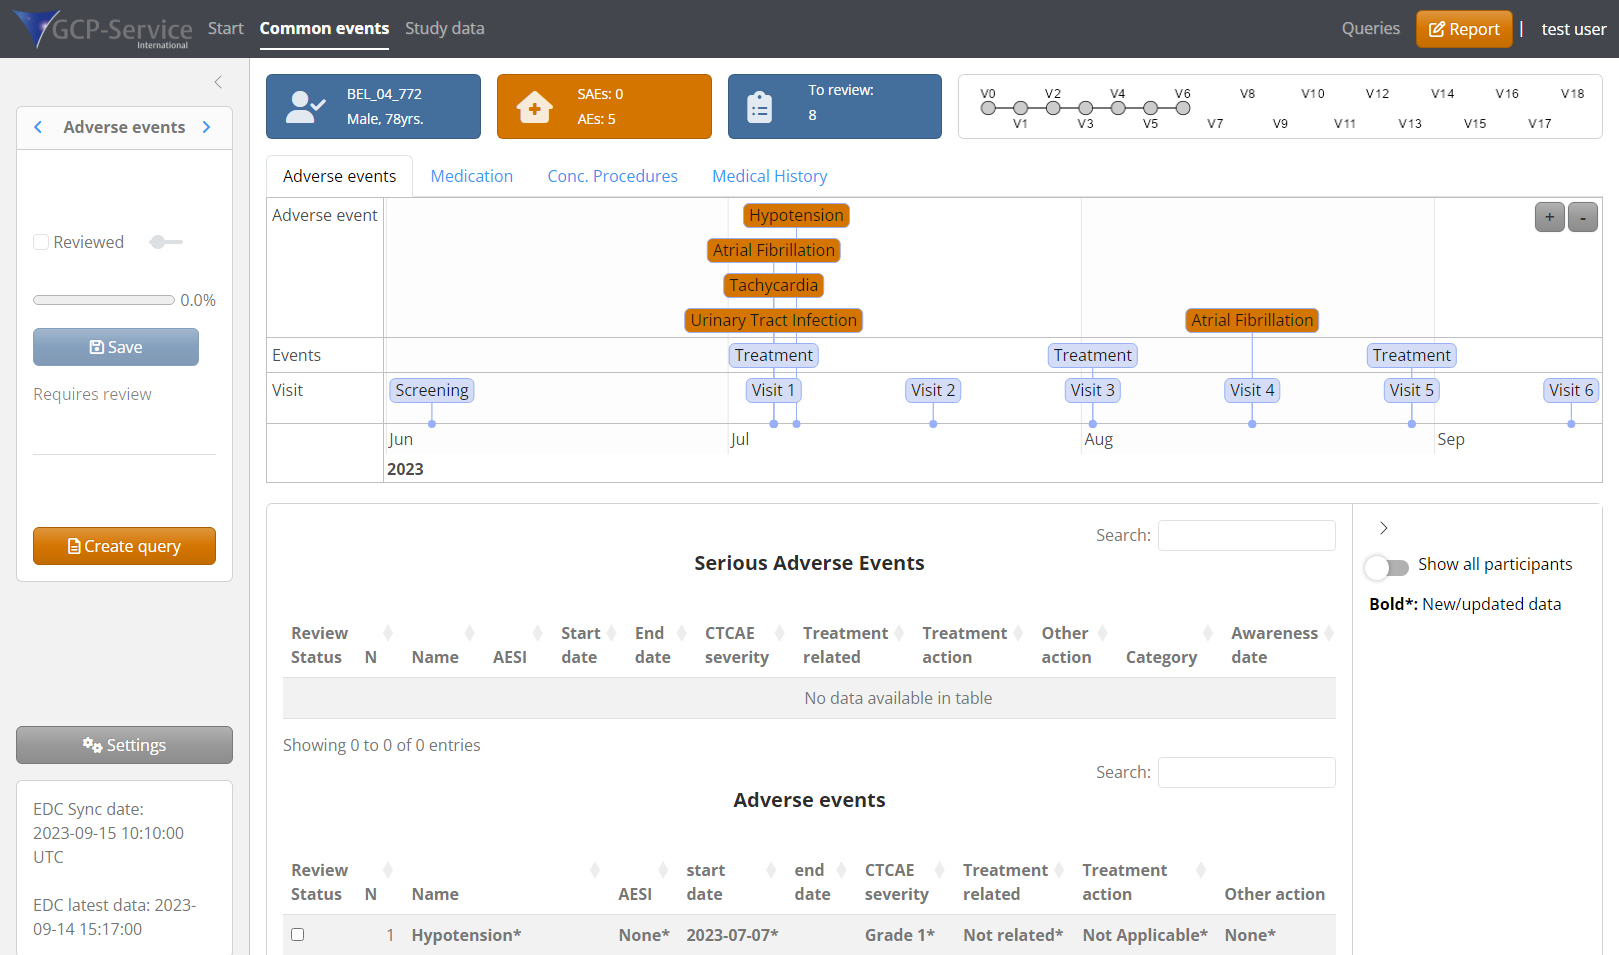 GCP-Service
International
Start
Common events
Study data
Queries
Report
|
test user
Adverse events
Reviewed
0.0%
Save
Requires review
Create query
Settings
EDC Sync date:
2023-09-15 10:10:00
UTC
EDC latest data: 2023-
09-14 15:17:00
BEL_04_772
Male, 78yrs.
SAEs: 0
AEs: 5
To review:
8
V0 V2 V4 V6 V8 V10 V12 V14 V16 V18
V1 V3 V5 V7 V9 V11 V13 V15 V17
Adverse events
Medication
Conc. Procedures
Medical History
Adverse event
Hypotension
+
-
Atrial Fibrillation
Tachycardia
Urinary Tract Infection
Atrial Fibrillation
Events
Treatment
Treatment
Treatment
Visit
Screening
Visit 1
Visit 2
Visit 3
Visit 4
Visit 5
Visit 6
Jun
Jul
Aug
Sep
2023
Search:
Serious Adverse Events
Review Status
N
Name
AESI
Start date
End date
CTCAE severity
Treatment related
Treatment action
Other action
Category
Awareness date
No data available in table
Showing 0 to 0 of 0 entries
Search:
Adverse events
Review Status
N
Name
AESI
start date
end date
CTCAE severity
Treatment related
Treatment action
Other action
1 Hypotension* None* 2023-07-07* Grade 1* Not related* Not Applicable* None*
Show all participants
Bold*: New/updated data